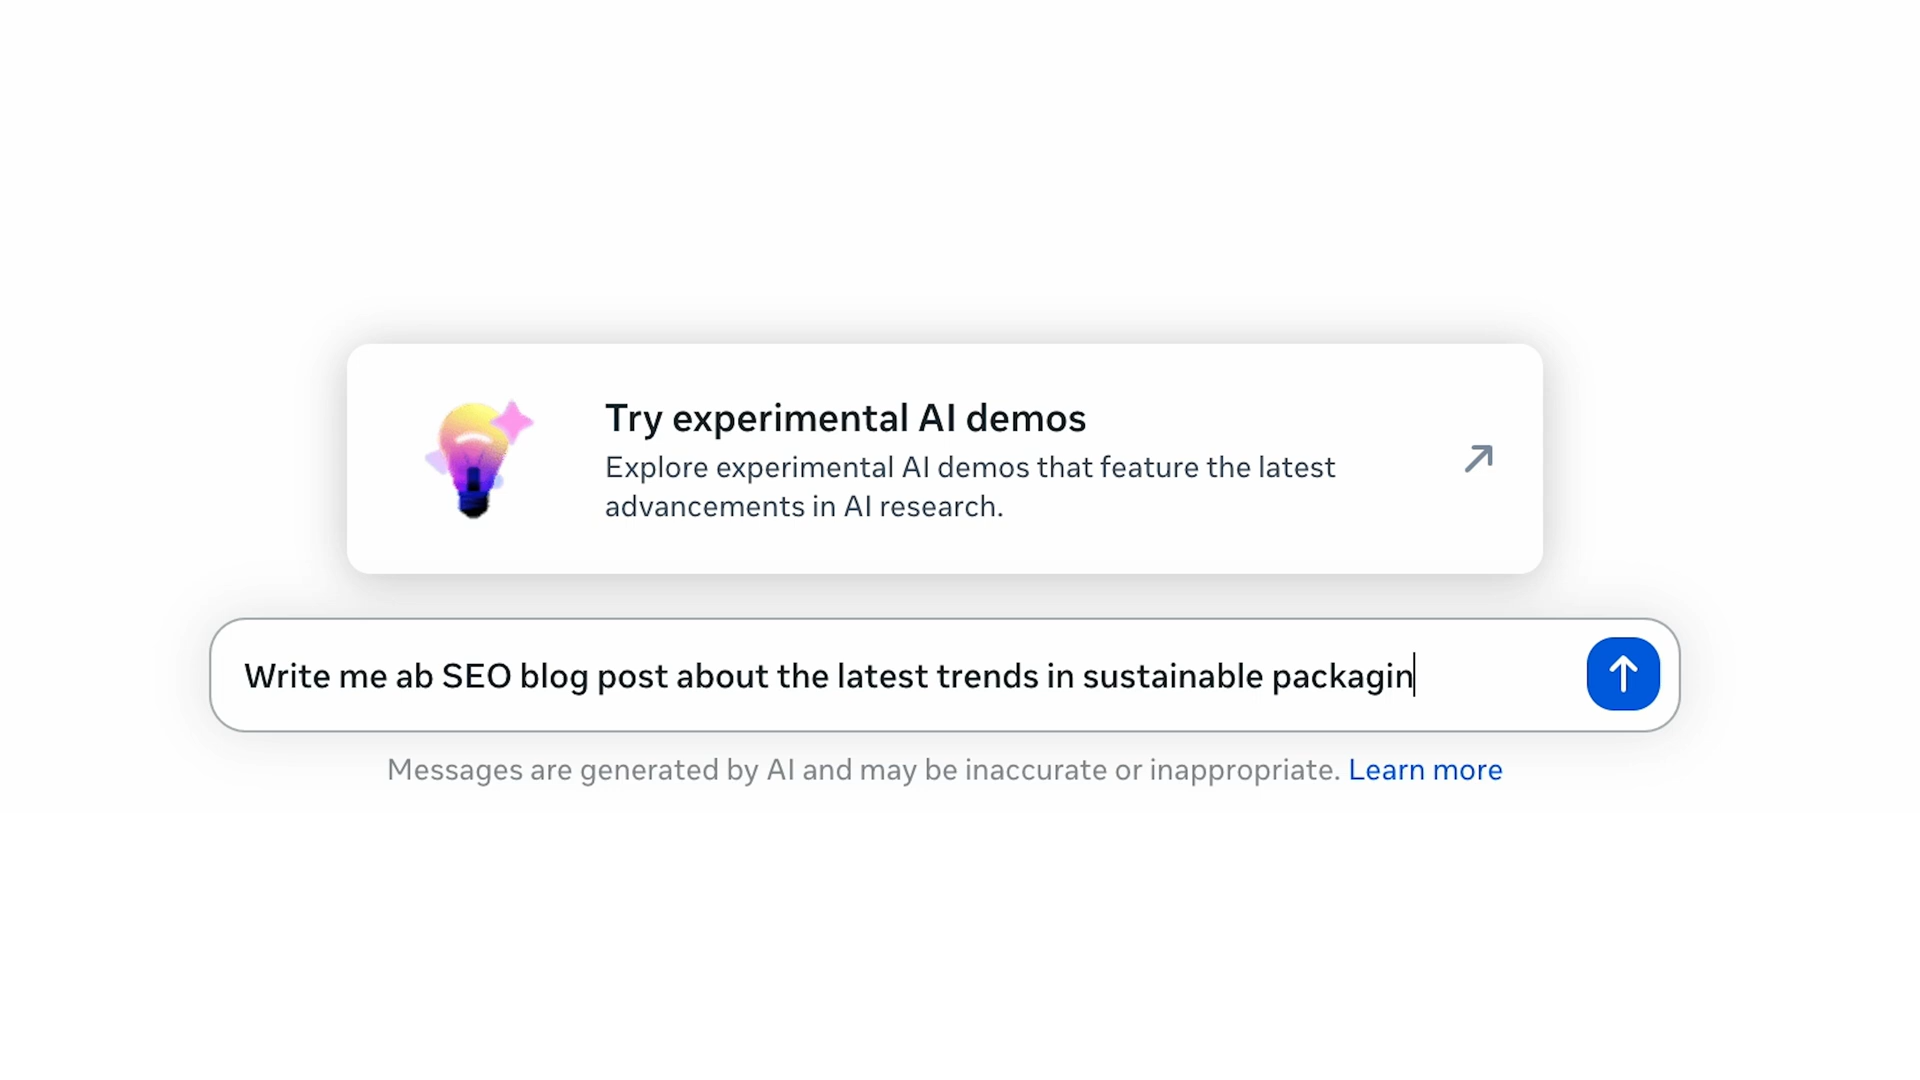 Try experimental AI demos
Explore experimental AI demos that feature the latest
advancements in AI research.
Write me ab SEO blog post about the latest trends in sustainable packagin
Messages are generated by AI and may be inaccurate or inappropriate. Learn more